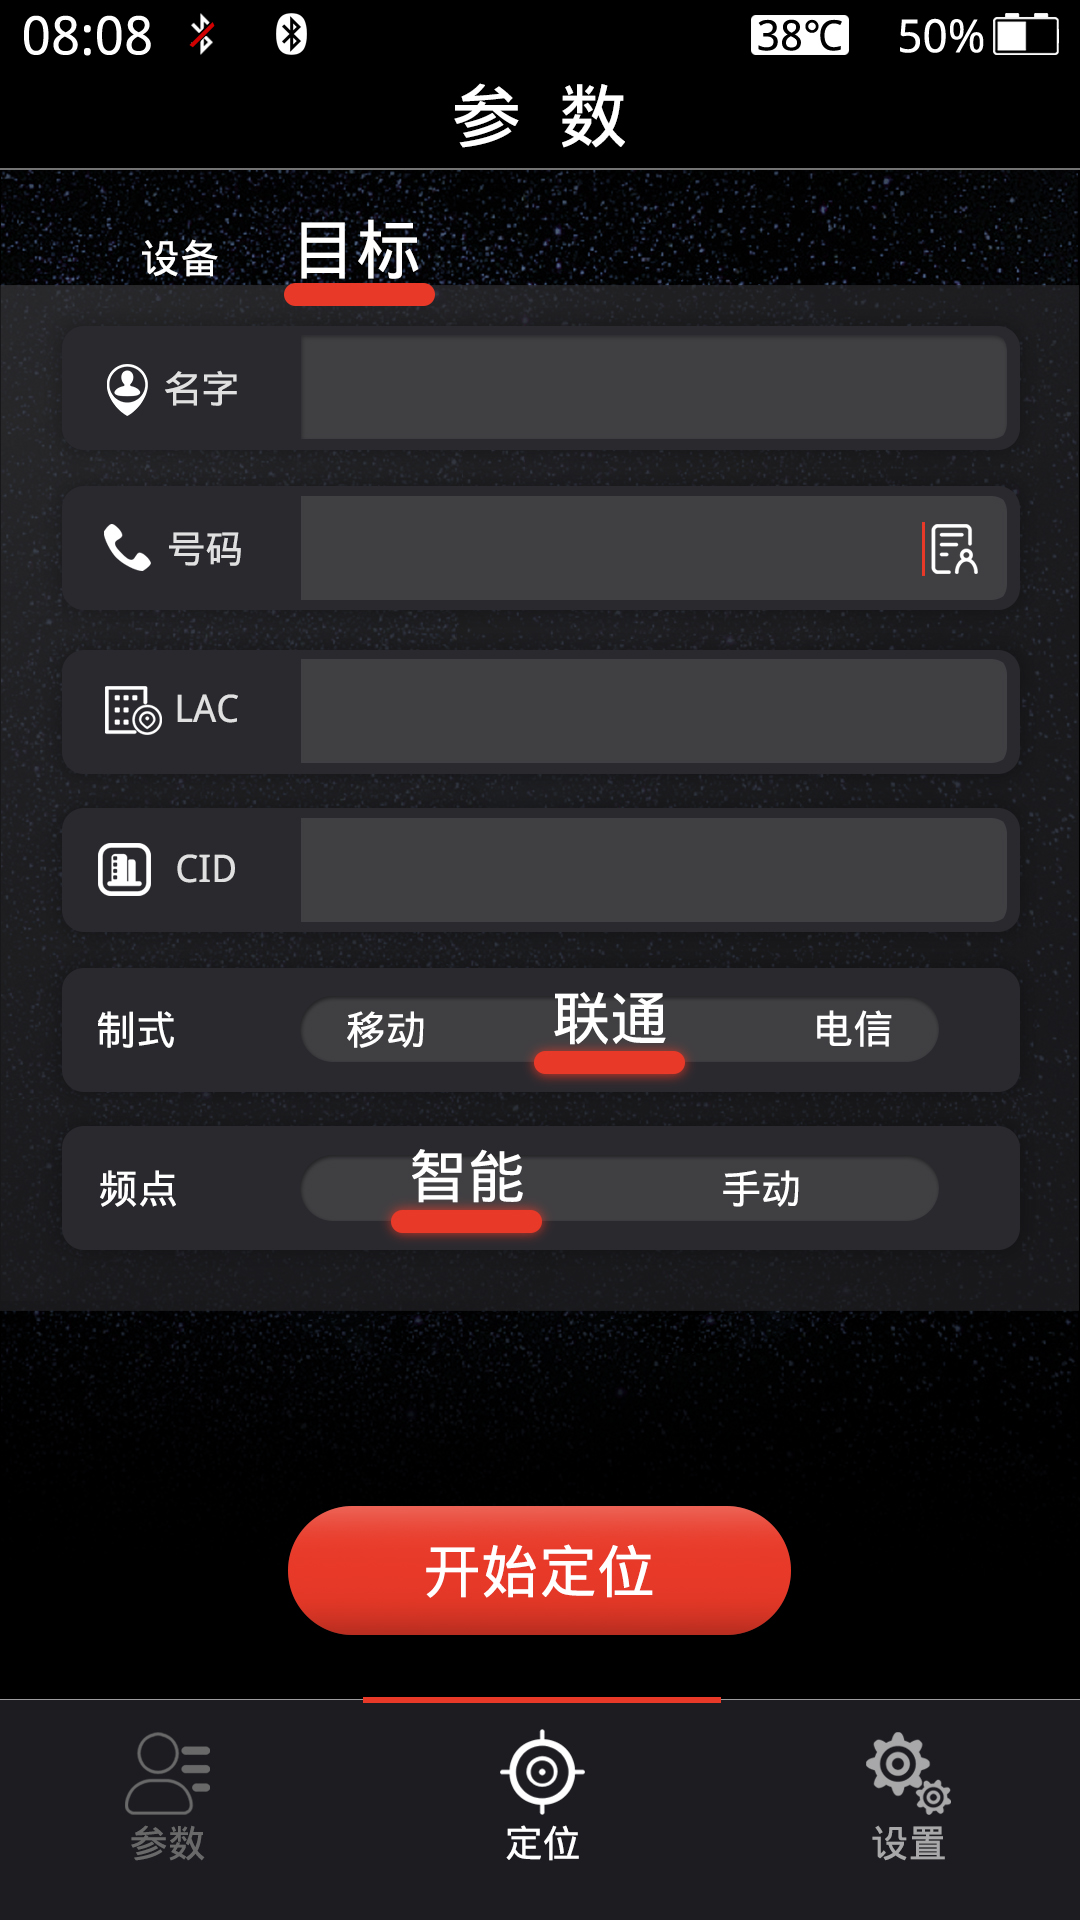 08:08 38℃ 50%
参 数
设备 目标
名字
号码
LAC
CID
制式 移动 联通 电信
频点 智能 手动
开始定位
参数 定位 设置